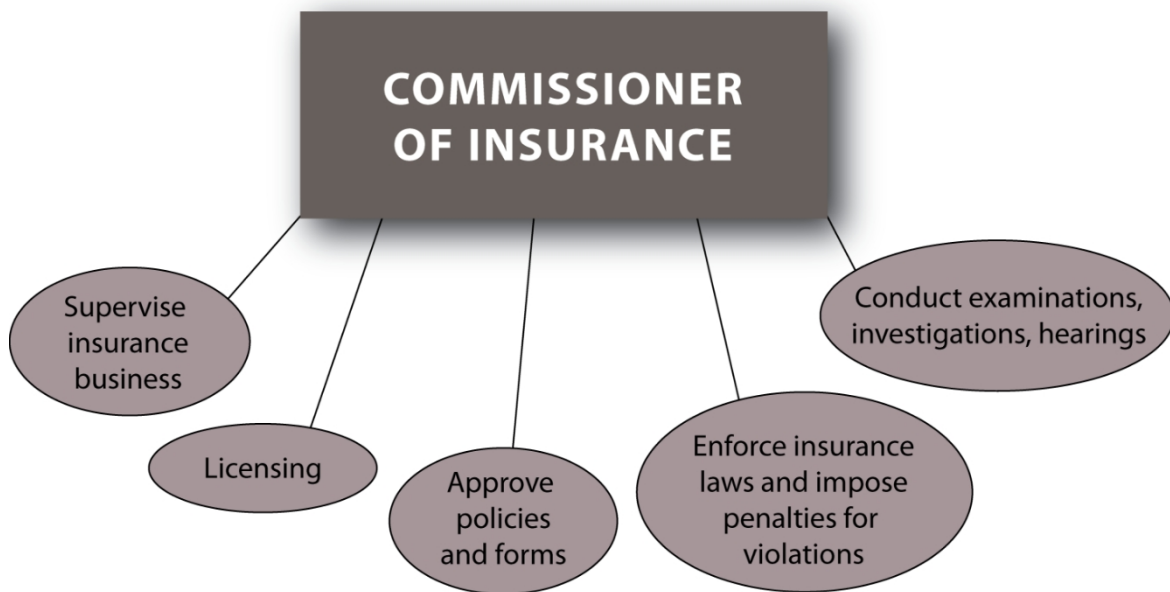 COMMISSIONER
OF INSURANCE
Supervise
insurance
business
Licensing
Approve
policies
and forms
Enforce insurance
laws and impose
penalties for
violations
Conduct examinations,
investigations, hearings